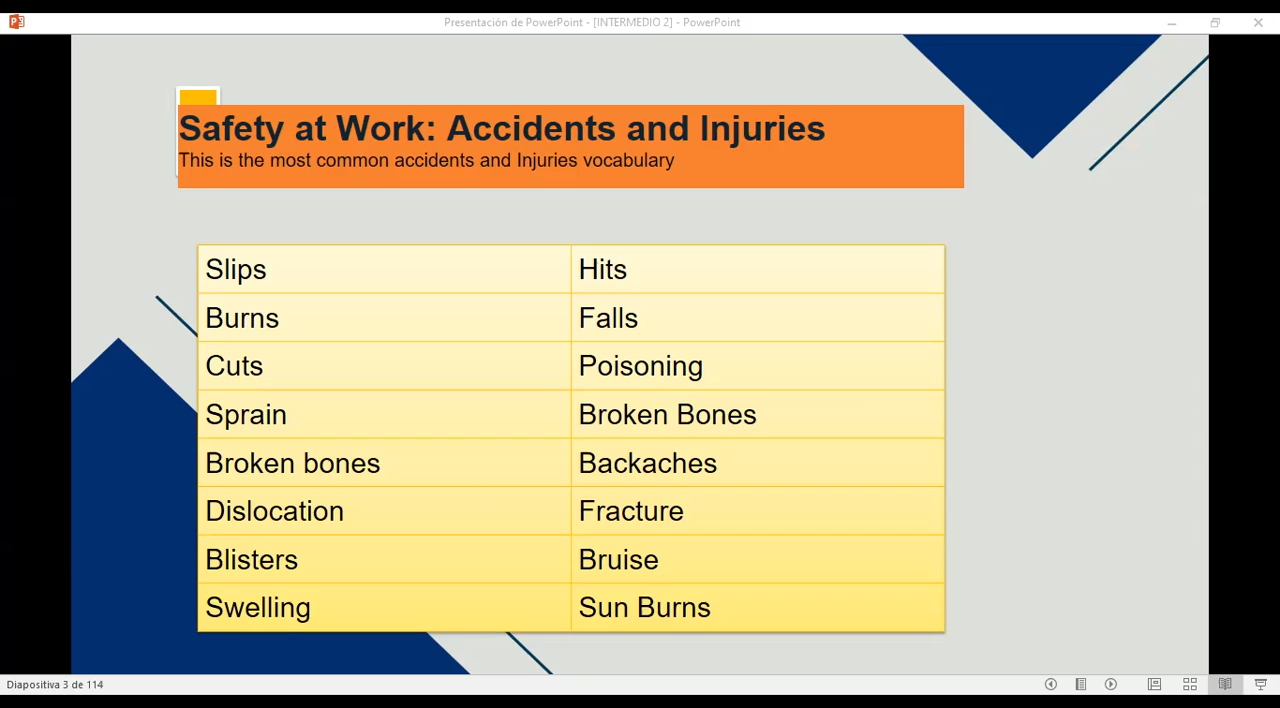 Presentación de PowerPoint - [INTERMEDIO 2] - PowerPoint
Safety at Work: Accidents and Injuries
This is the most common accidents and Injuries vocabulary
Slips Hits
Burns Falls
Cuts Poisoning
Sprain Broken Bones
Broken bones Backaches
Dislocation Fracture
Blisters Bruise
Swelling Sun Burns
Diapositiva 3 de 114